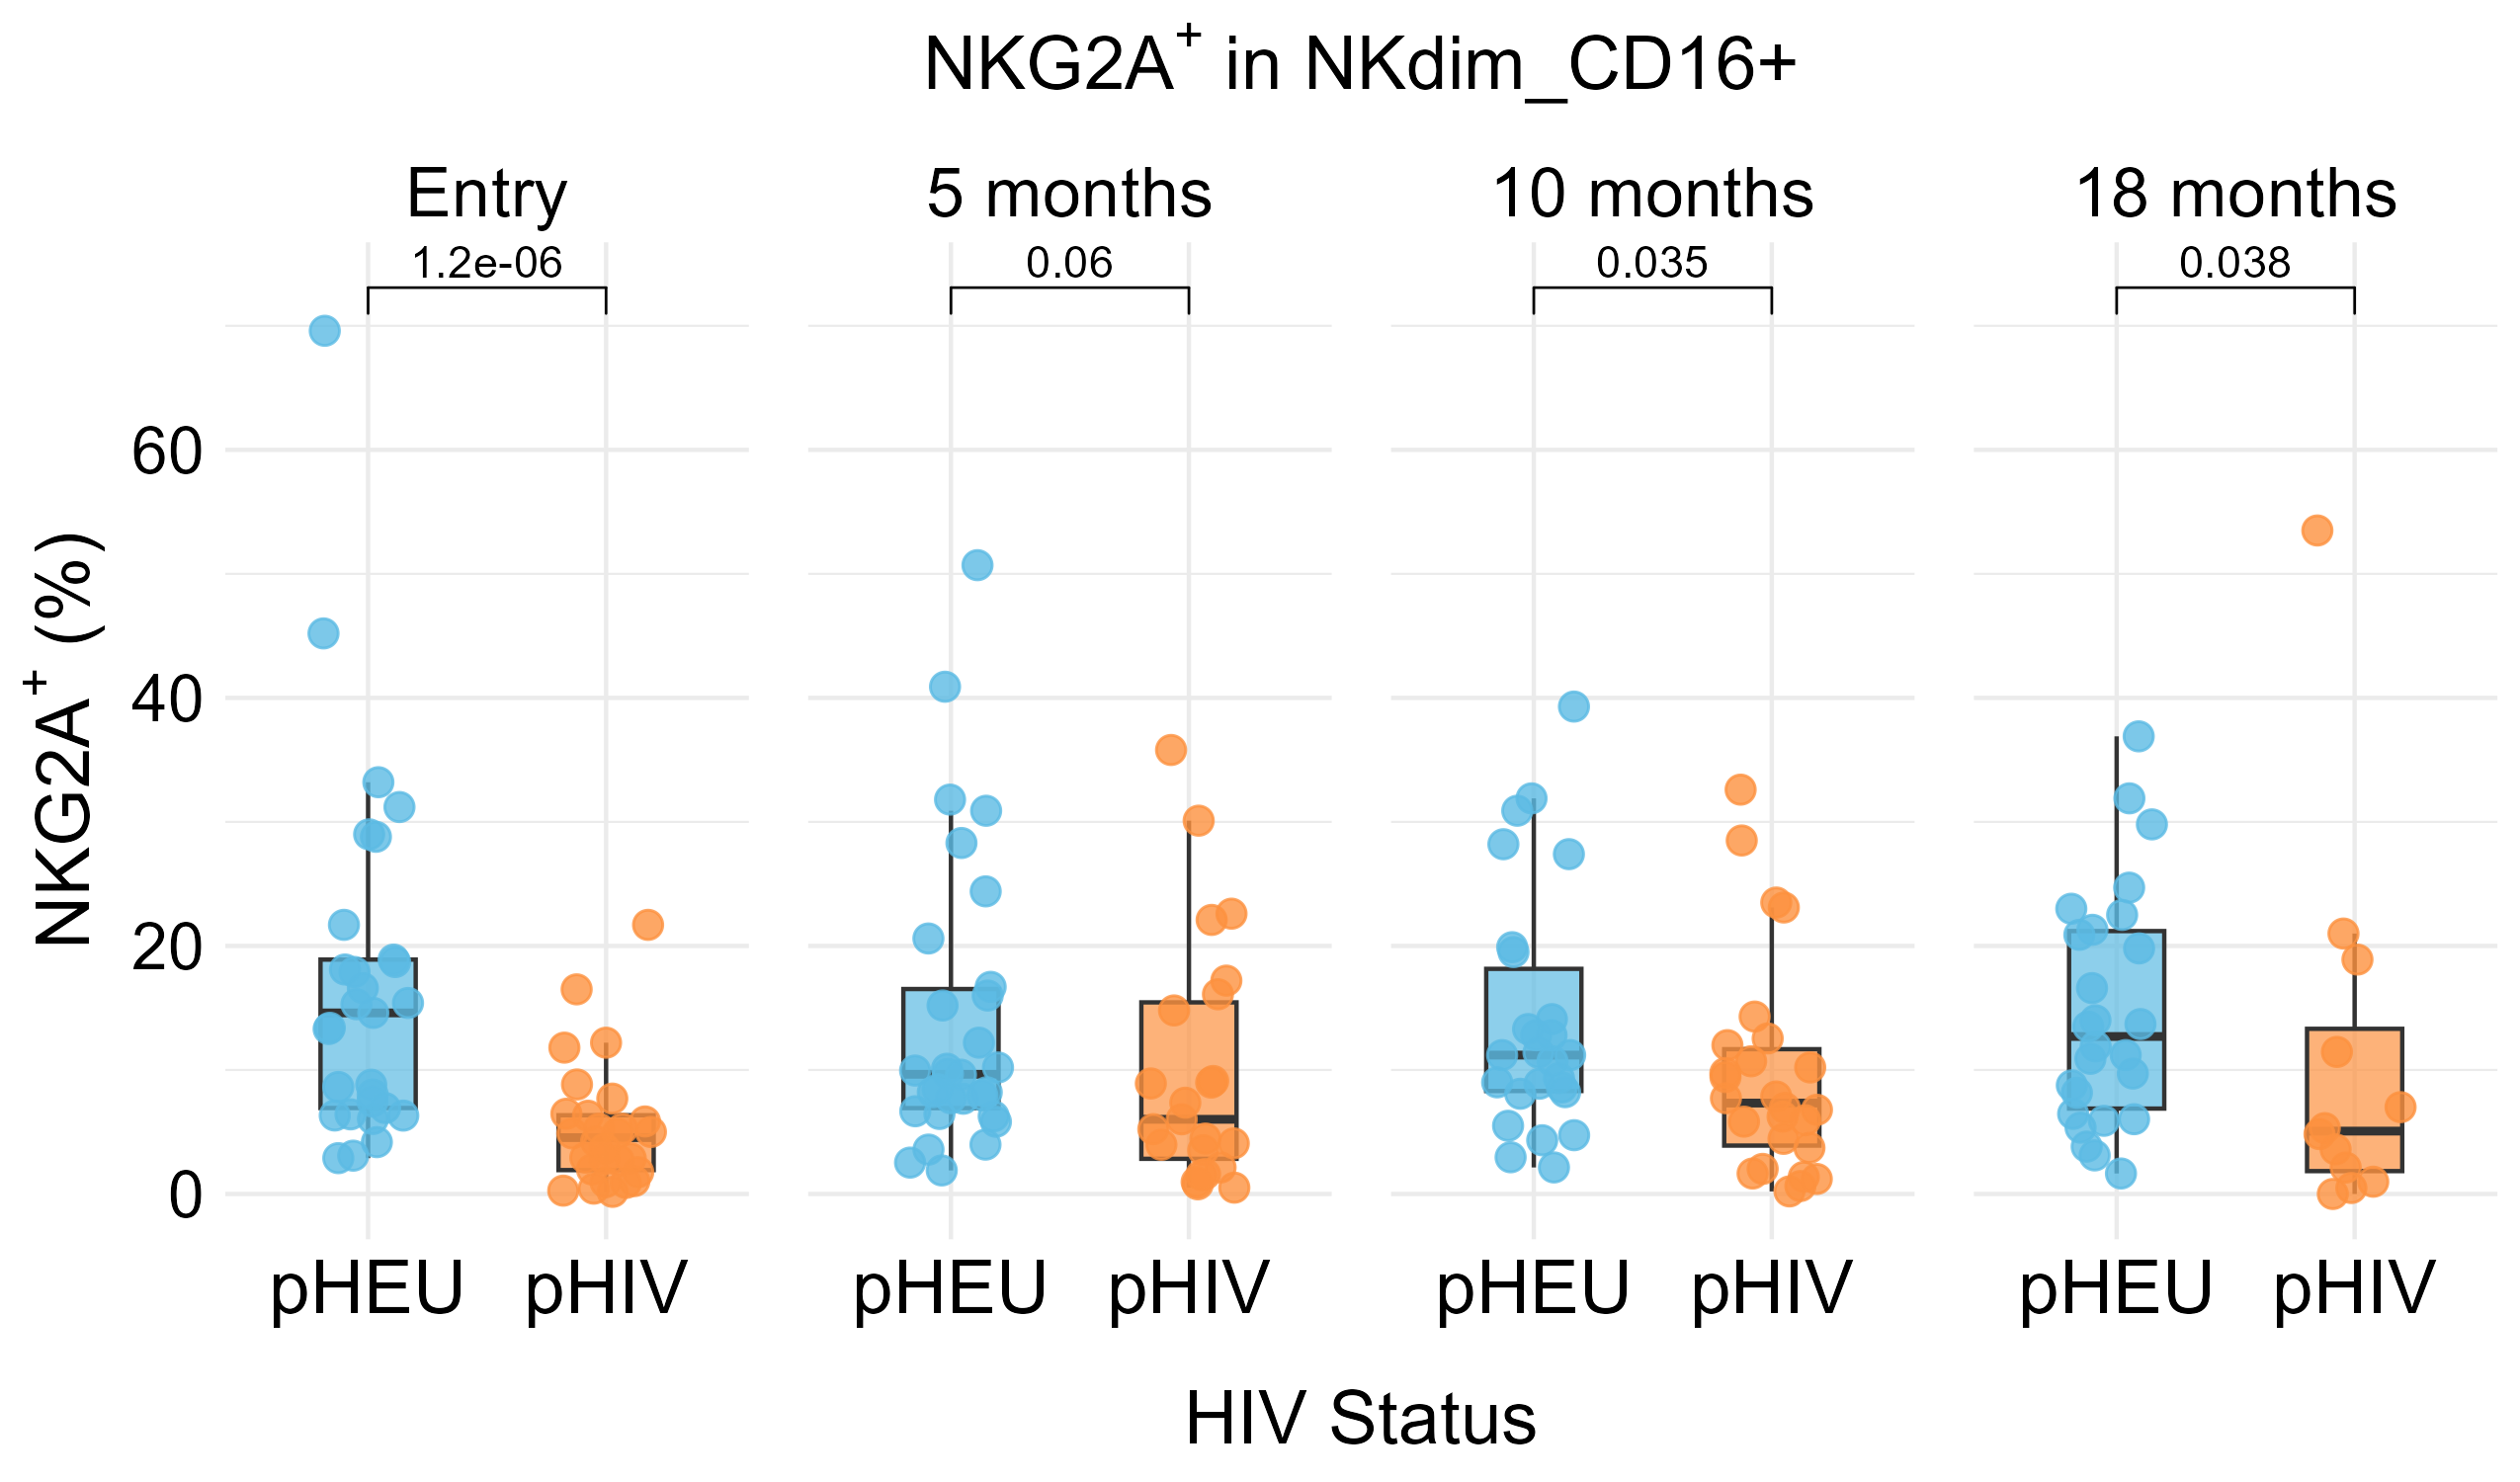 NKG2A⁺ in NKdim_CD16+
Entry
5 months
10 months
18 months
1.2e-06
0.06
0.035
0.038
NKG2A⁺ (%)
60
40
20
0
pHEU
pHIV
pHEU
pHIV
pHEU
pHIV
pHEU
pHIV
HIV Status